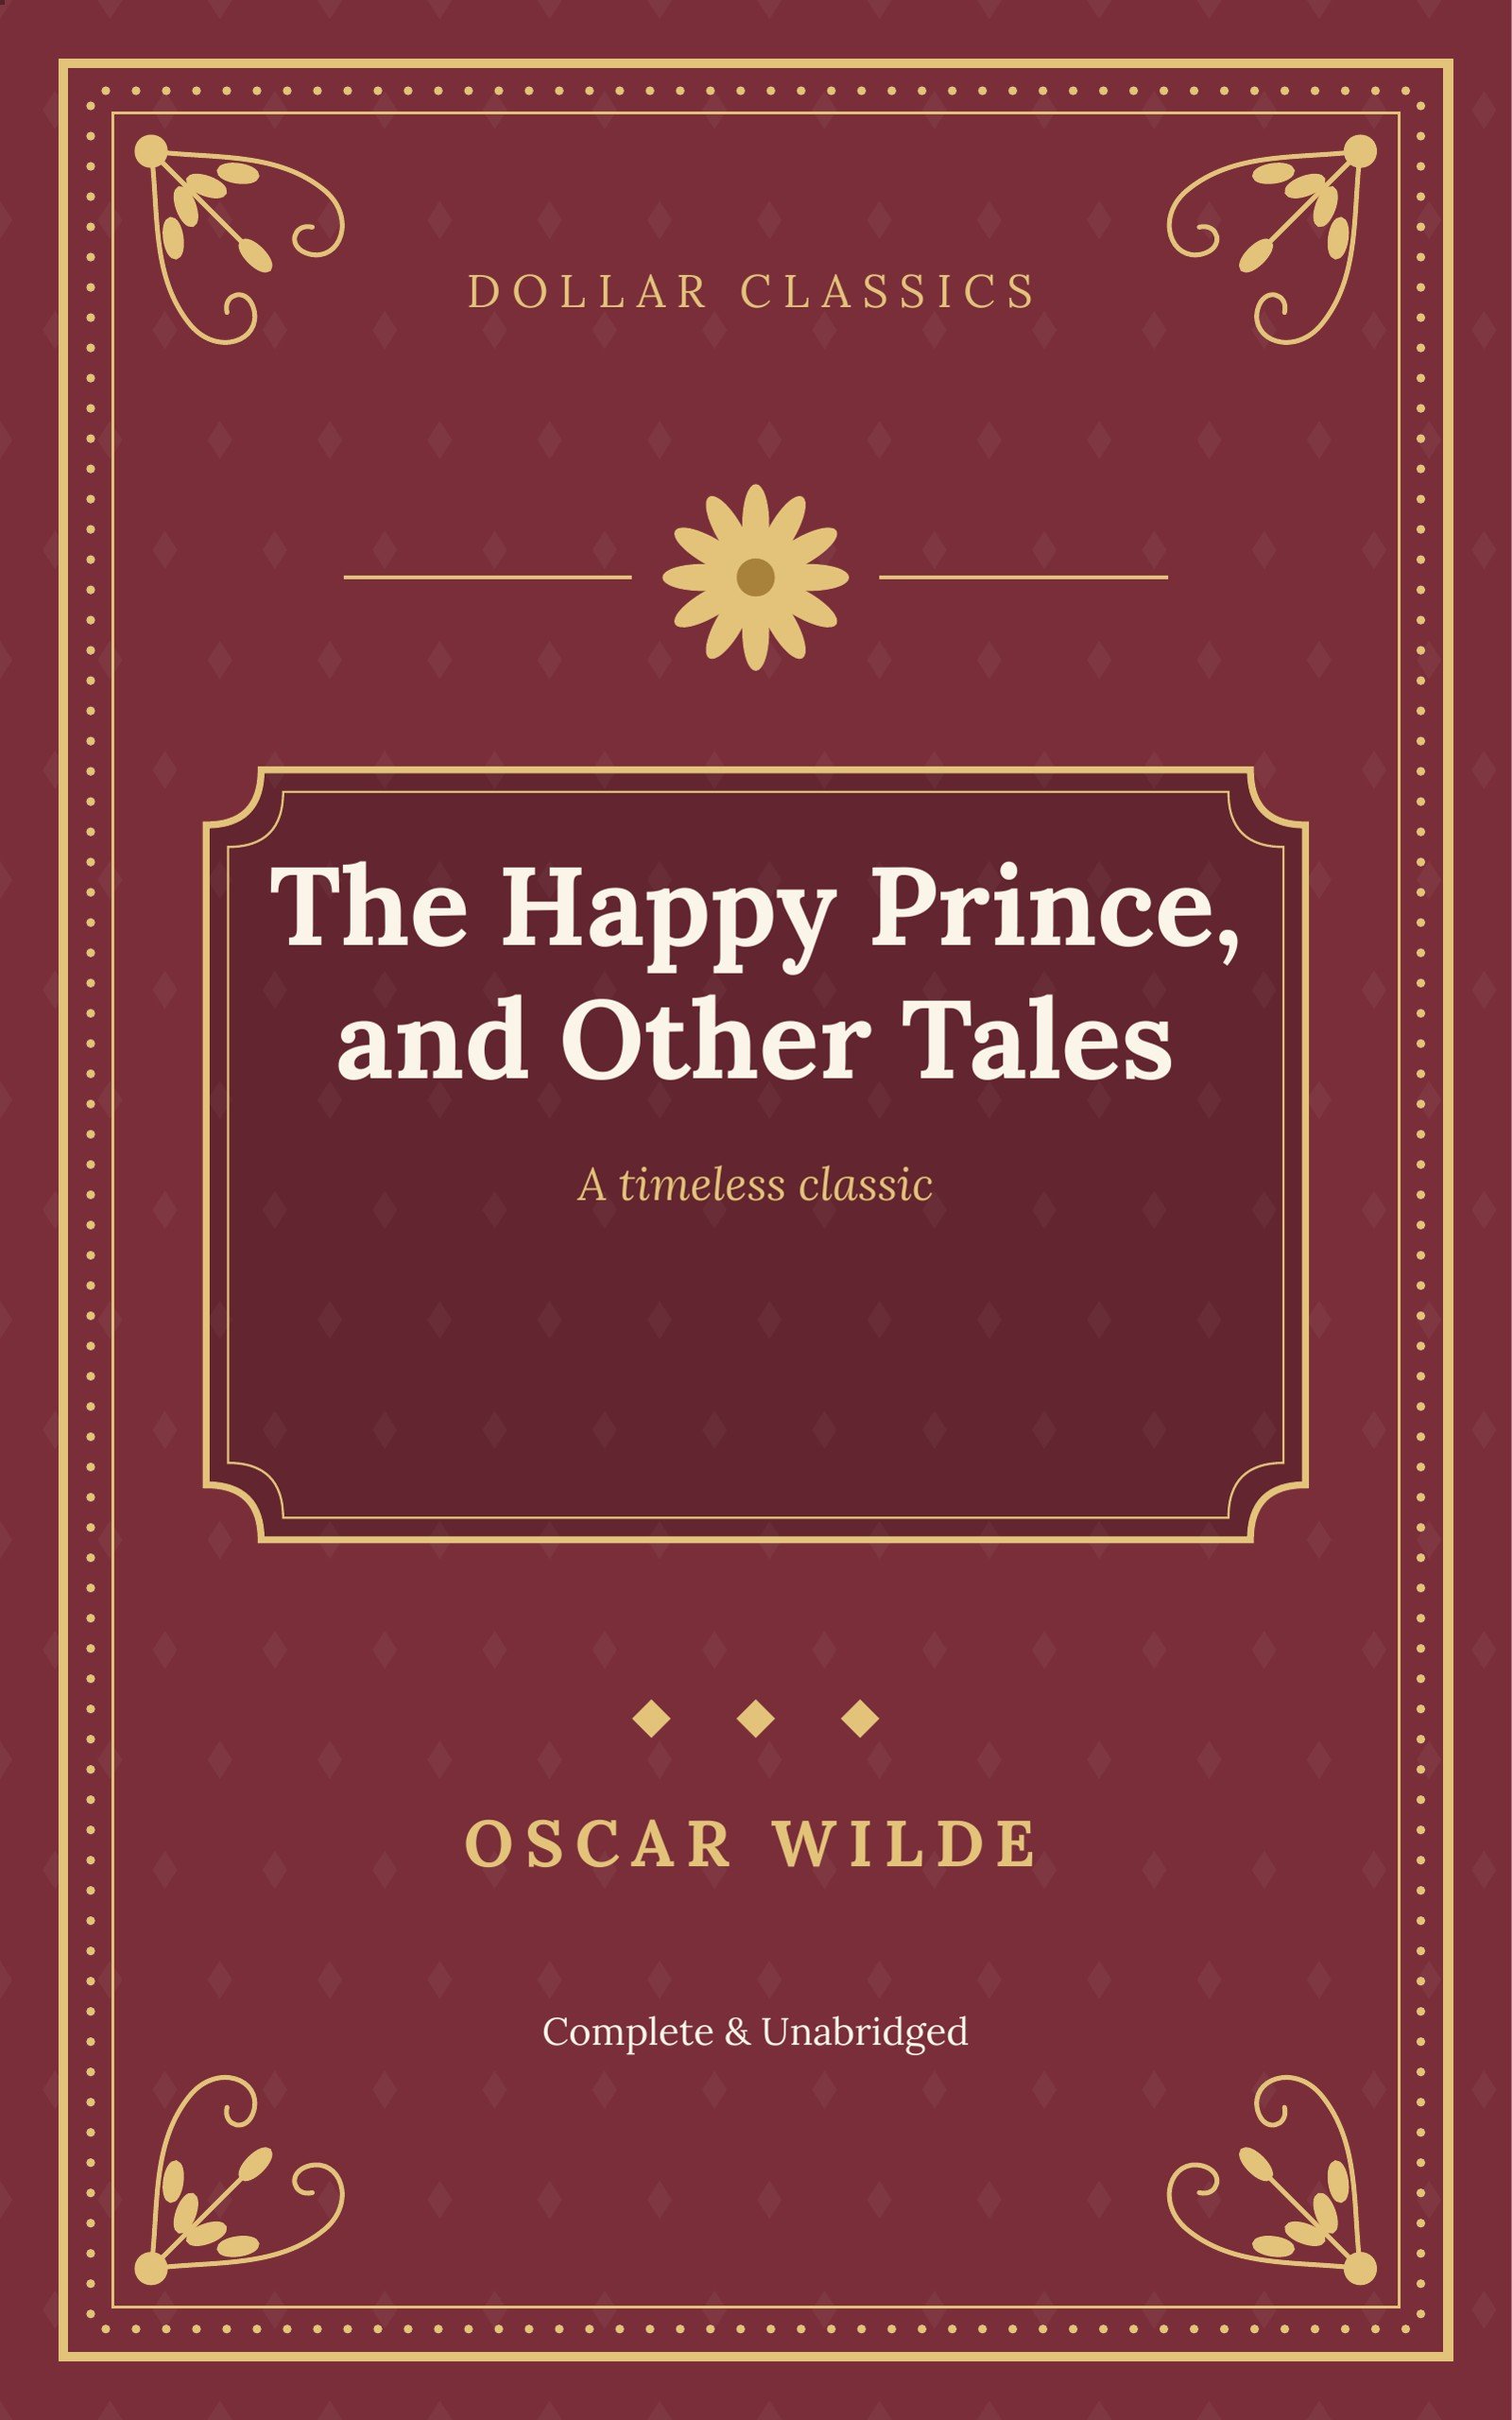 DOLLAR CLASSICS
The Happy Prince,
and Other Tales
A timeless classic
OSCAR WILDE
Complete & Unabridged